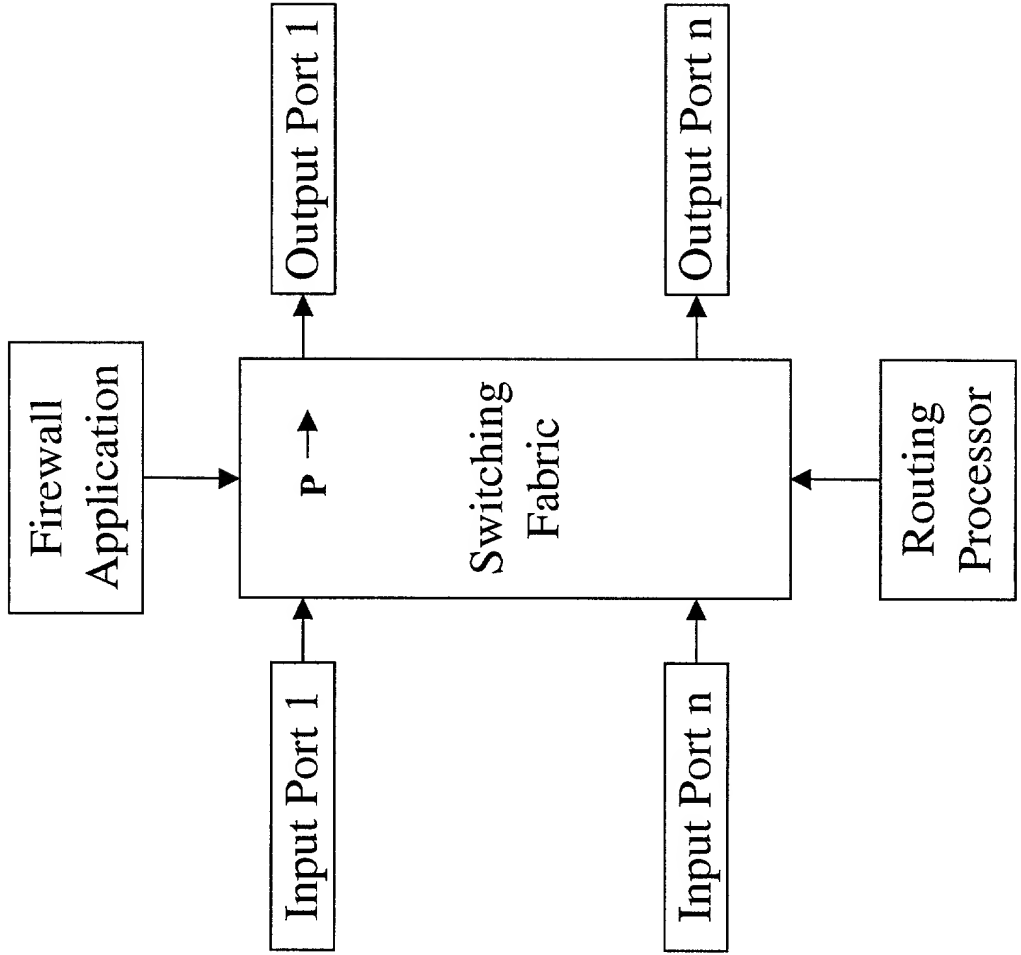 Firewall
Application
Input Port 1
P
Output Port 1
Switching
Fabric
Input Port n
Output Port n
Routing
Processor